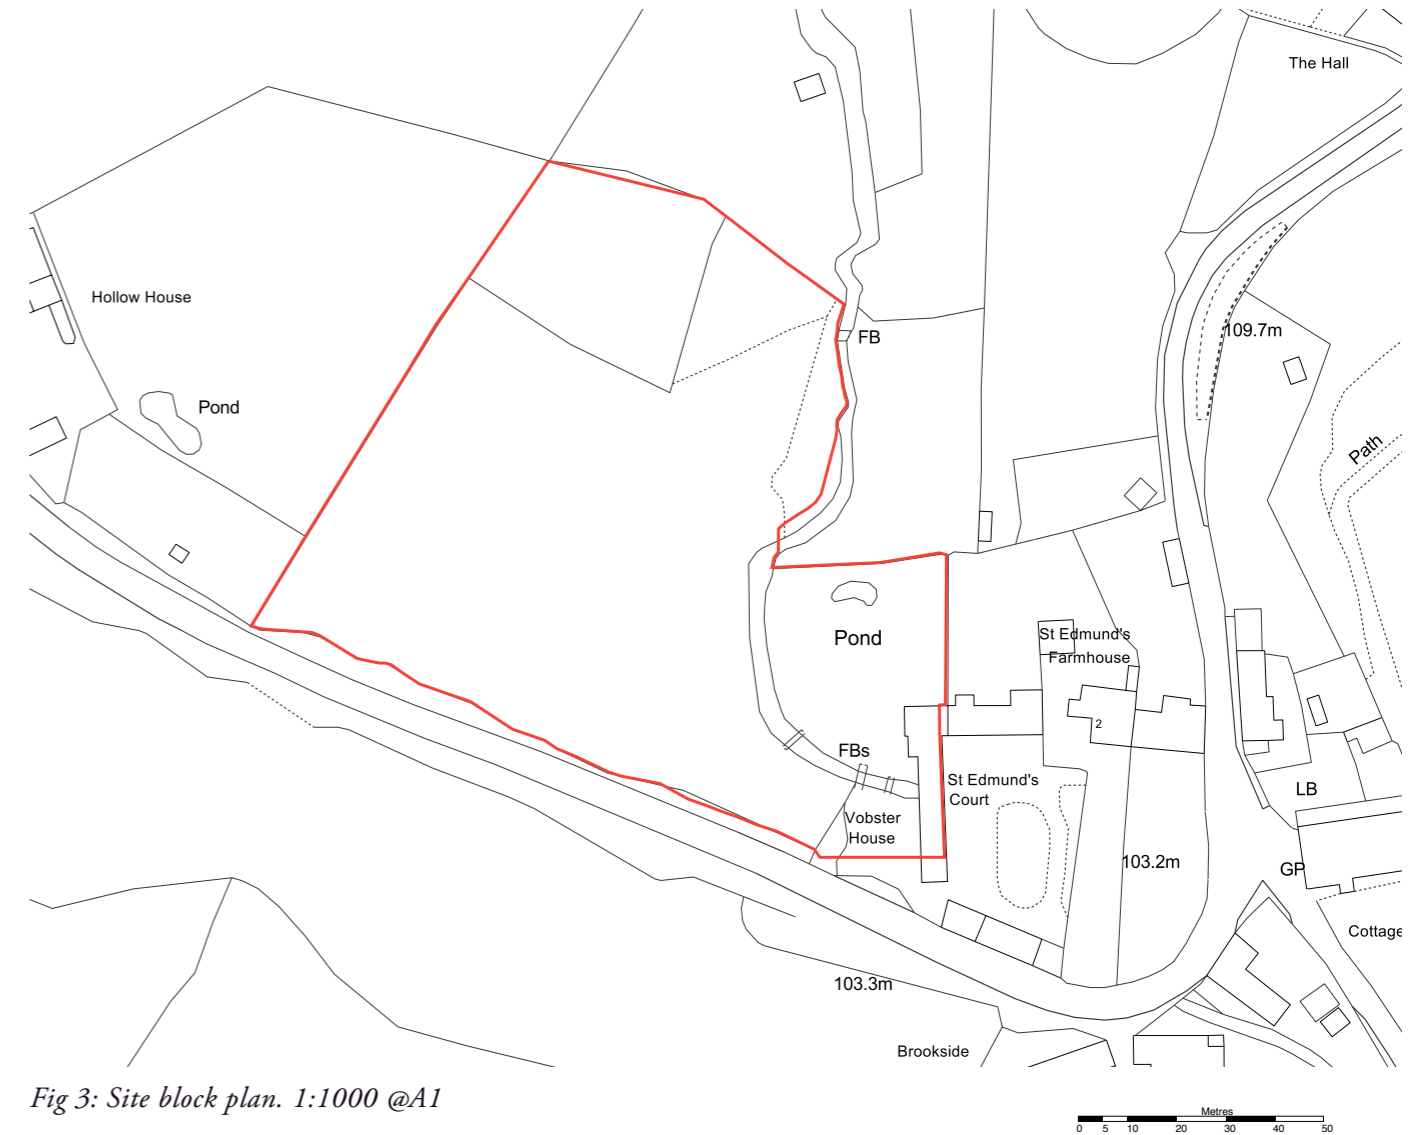 The Hall
Hollow House
109.7m
FB
Pond
Path
St Edmund's
Farmhouse
Pond
2
FBs
St Edmund's
Court
LB
Vobster
House
103.2m
GP
Cottage
103.3m
Brookside
Fig 3: Site block plan. 1:1000 @A1
Metres
0 5 10 20 30 40 50